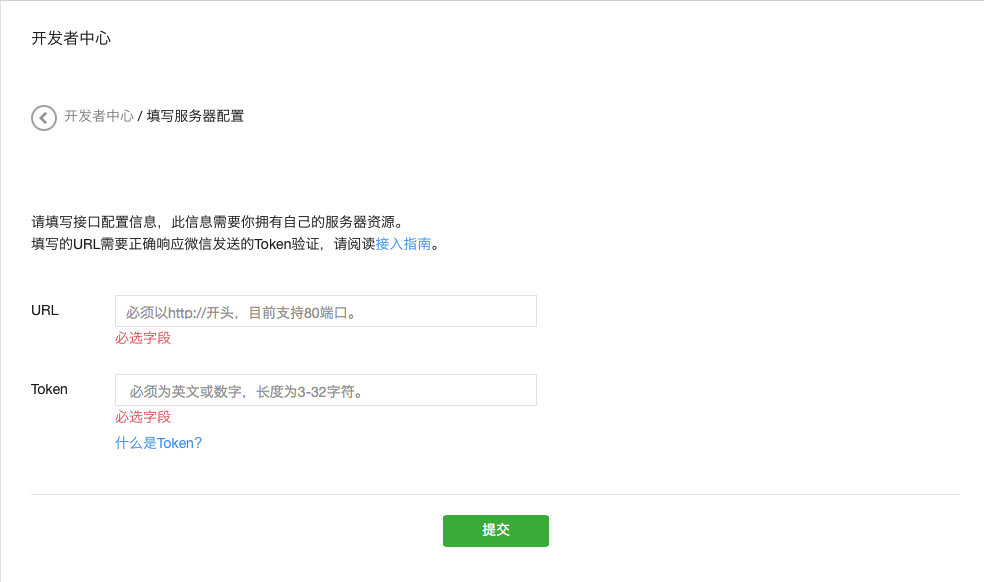 开发者中心
开发者中心 / 填写服务器配置
请填写接口配置信息，此信息需要你拥有自己的服务器资源。
填写的URL需要正确响应微信发送的Token验证，请阅读接入指南。
URL
必须以http://开头，目前支持80端口。
必选字段
Token
必须为英文或数字，长度为3-32字符。
必选字段
什么是Token?
提交